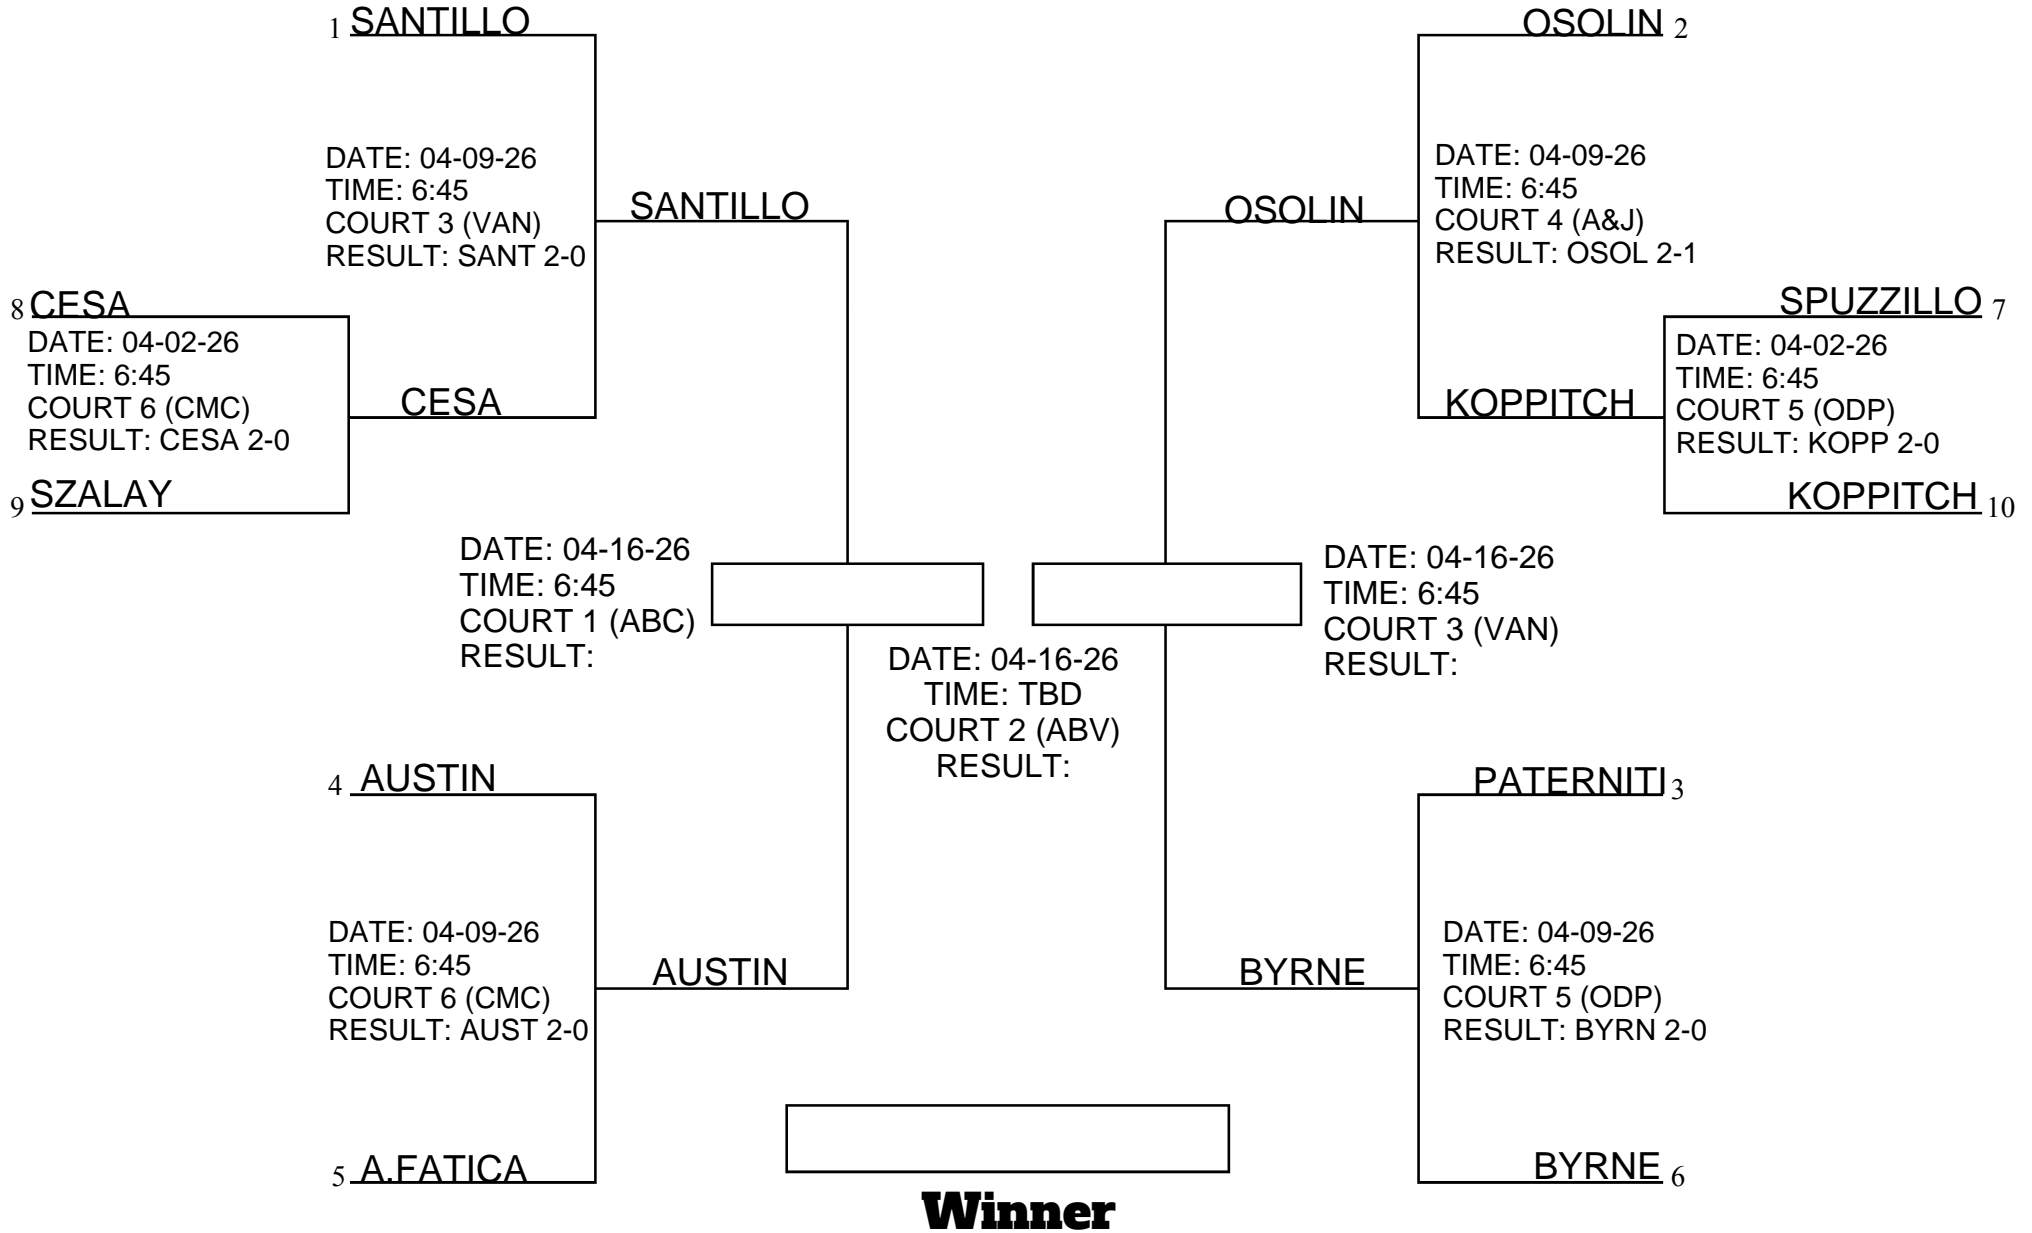 1 SANTILLO
OSOLIN 2
DATE: 04-09-26
TIME: 6:45
COURT 3 (VAN)
RESULT: SANT 2-0
SANTILLO
OSOLIN
DATE: 04-09-26
TIME: 6:45
COURT 4 (A&J)
RESULT: OSOL 2-1
8 CESA
DATE: 04-02-26
TIME: 6:45
COURT 6 (CMC)
RESULT: CESA 2-0
CESA
9 SZALAY
SPUZZILLO 7
DATE: 04-02-26
TIME: 6:45
COURT 5 (ODP)
RESULT: KOPP 2-0
KOPPITCH
KOPPITCH 10
DATE: 04-16-26
TIME: 6:45
COURT 1 (ABC)
RESULT:
DATE: 04-16-26
TIME: 6:45
COURT 3 (VAN)
RESULT:
DATE: 04-16-26
TIME: TBD
COURT 2 (ABV)
RESULT:
4 AUSTIN
PATERNITI 3
DATE: 04-09-26
TIME: 6:45
COURT 6 (CMC)
RESULT: AUST 2-0
AUSTIN
BYRNE
DATE: 04-09-26
TIME: 6:45
COURT 5 (ODP)
RESULT: BYRN 2-0
5 A.FATICA
BYRNE 6
Winner